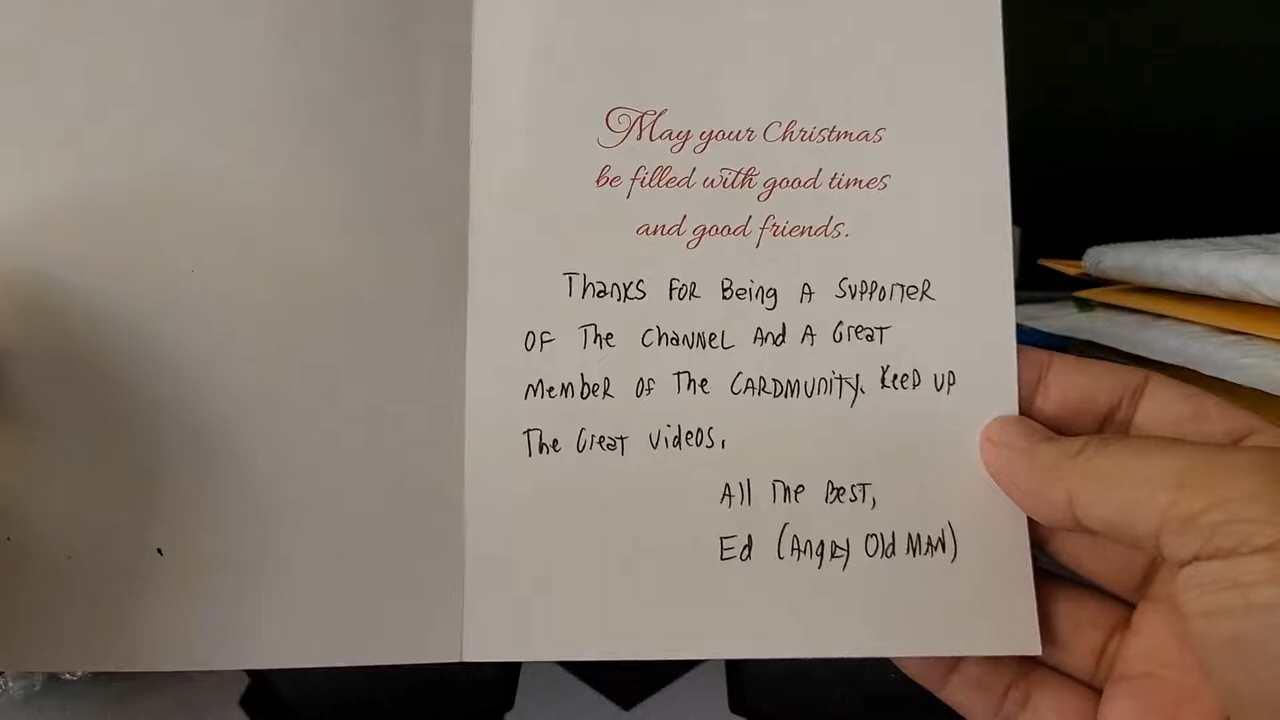 May your Christmas
be filled with good times
and good friends.
Thanks For Being A Supporter
OF The Channel And A Great
Member OF The CARDMUNITY. Keep up
The Great videos.
All The Best,
Ed (Angry Old MAN)